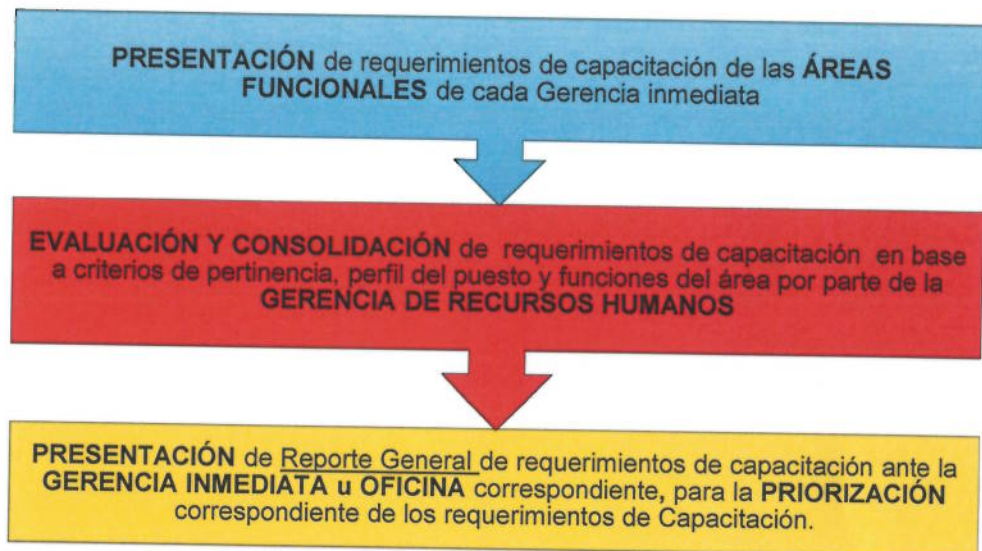 PRESENTACIÓN de requerimientos de capacitación de las ÁREAS
FUNCIONALES de cada Gerencia inmediata
EVALUACIÓN Y CONSOLIDACIÓN de requerimientos de capacitación en base
a criterios de pertinencia, perfil del puesto y funciones del área por parte de la
GERENCIA DE RECURSOS HUMANOS
PRESENTACIÓN de Reporte General de requerimientos de capacitación ante la
GERENCIA INMEDIATA u OFICINA correspondiente, para la PRIORIZACIÓN
correspondiente de los requerimientos de Capacitación.